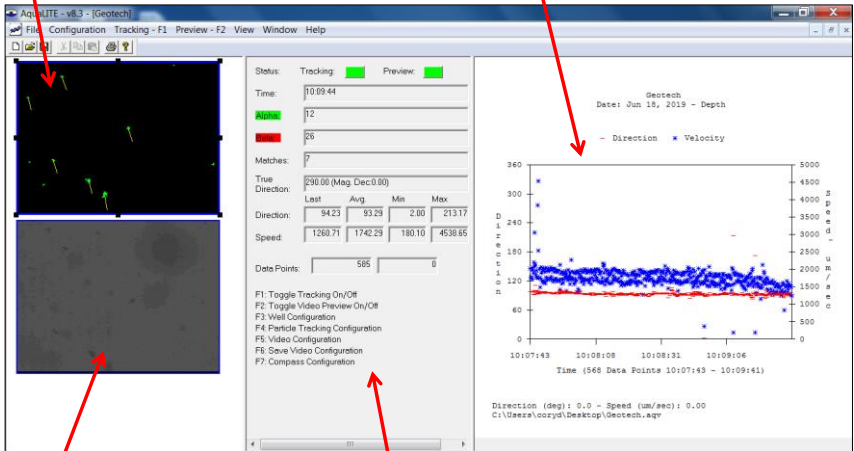 AquaLITE - v8.3 - [Geotech]
File Configuration Tracking - F1 Preview - F2 View Window Help
Status: Tracking: Preview:
Time: 10:09:44
Alpha: 12
Beta: 26
Matches: 7
True Direction: 290.00 (Mag. Dec:0.00)
Last Avg. Min Max
Direction: 94.23 93.29 2.00 213.17
Speed: 1260.71 1742.29 180.10 4538.65
Data Points: 585 0
F1: Toggle Tracking On/Off
F2: Toggle Video Preview On/Off
F3: Well Configuration
F4: Particle Tracking Configuration
F5: Video Configuration
F6: Save Video Configuration
F7: Compass Configuration
Geotech
Date: Jun 18, 2019 - Depth
Direction Velocity
360
300
240
180
120
60
0
Direction
5000
4500
4000
3500
3000
2500
2000
1500
1000
500
0
Speed - um/sec
10:07:43 10:08:08 10:08:31 10:09:06
Time (568 Data Points 10:07:43 - 10:09:41)
Direction (deg): 0.0 - Speed (um/sec): 0.00
C:\Users\coryd\Desktop\Geotech.aqv